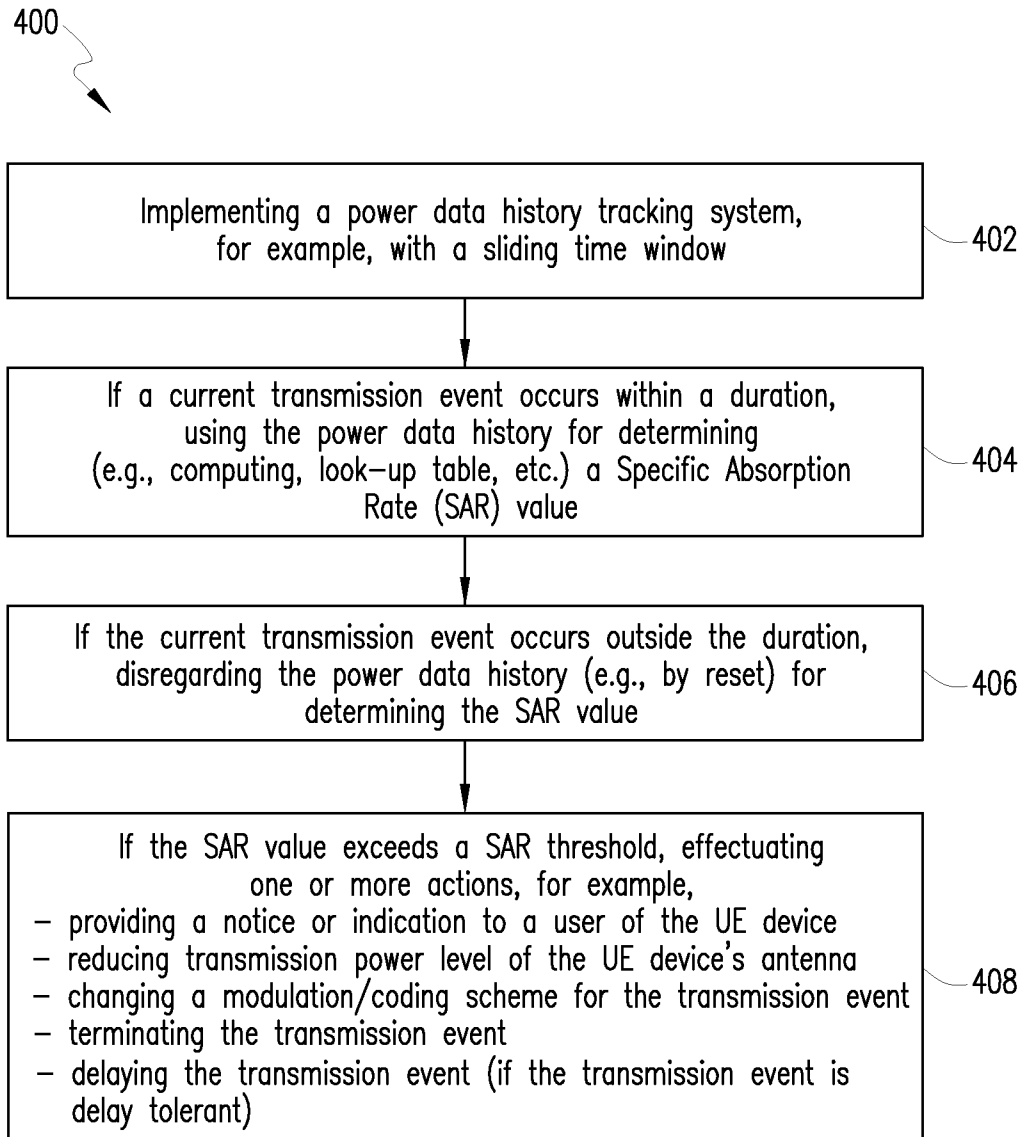 400
Implementing a power data history tracking system,
for example, with a sliding time window
402
If a current transmission event occurs within a duration,
using the power data history for determining
(e.g., computing, look-up table, etc.) a Specific Absorption
Rate (SAR) value
404
If the current transmission event occurs outside the duration,
disregarding the power data history (e.g., by reset) for
determining the SAR value
406
If the SAR value exceeds a SAR threshold, effectuating
one or more actions, for example,
– providing a notice or indication to a user of the UE device
– reducing transmission power level of the UE device's antenna
– changing a modulation/coding scheme for the transmission event
– terminating the transmission event
– delaying the transmission event (if the transmission event is
delay tolerant)
408